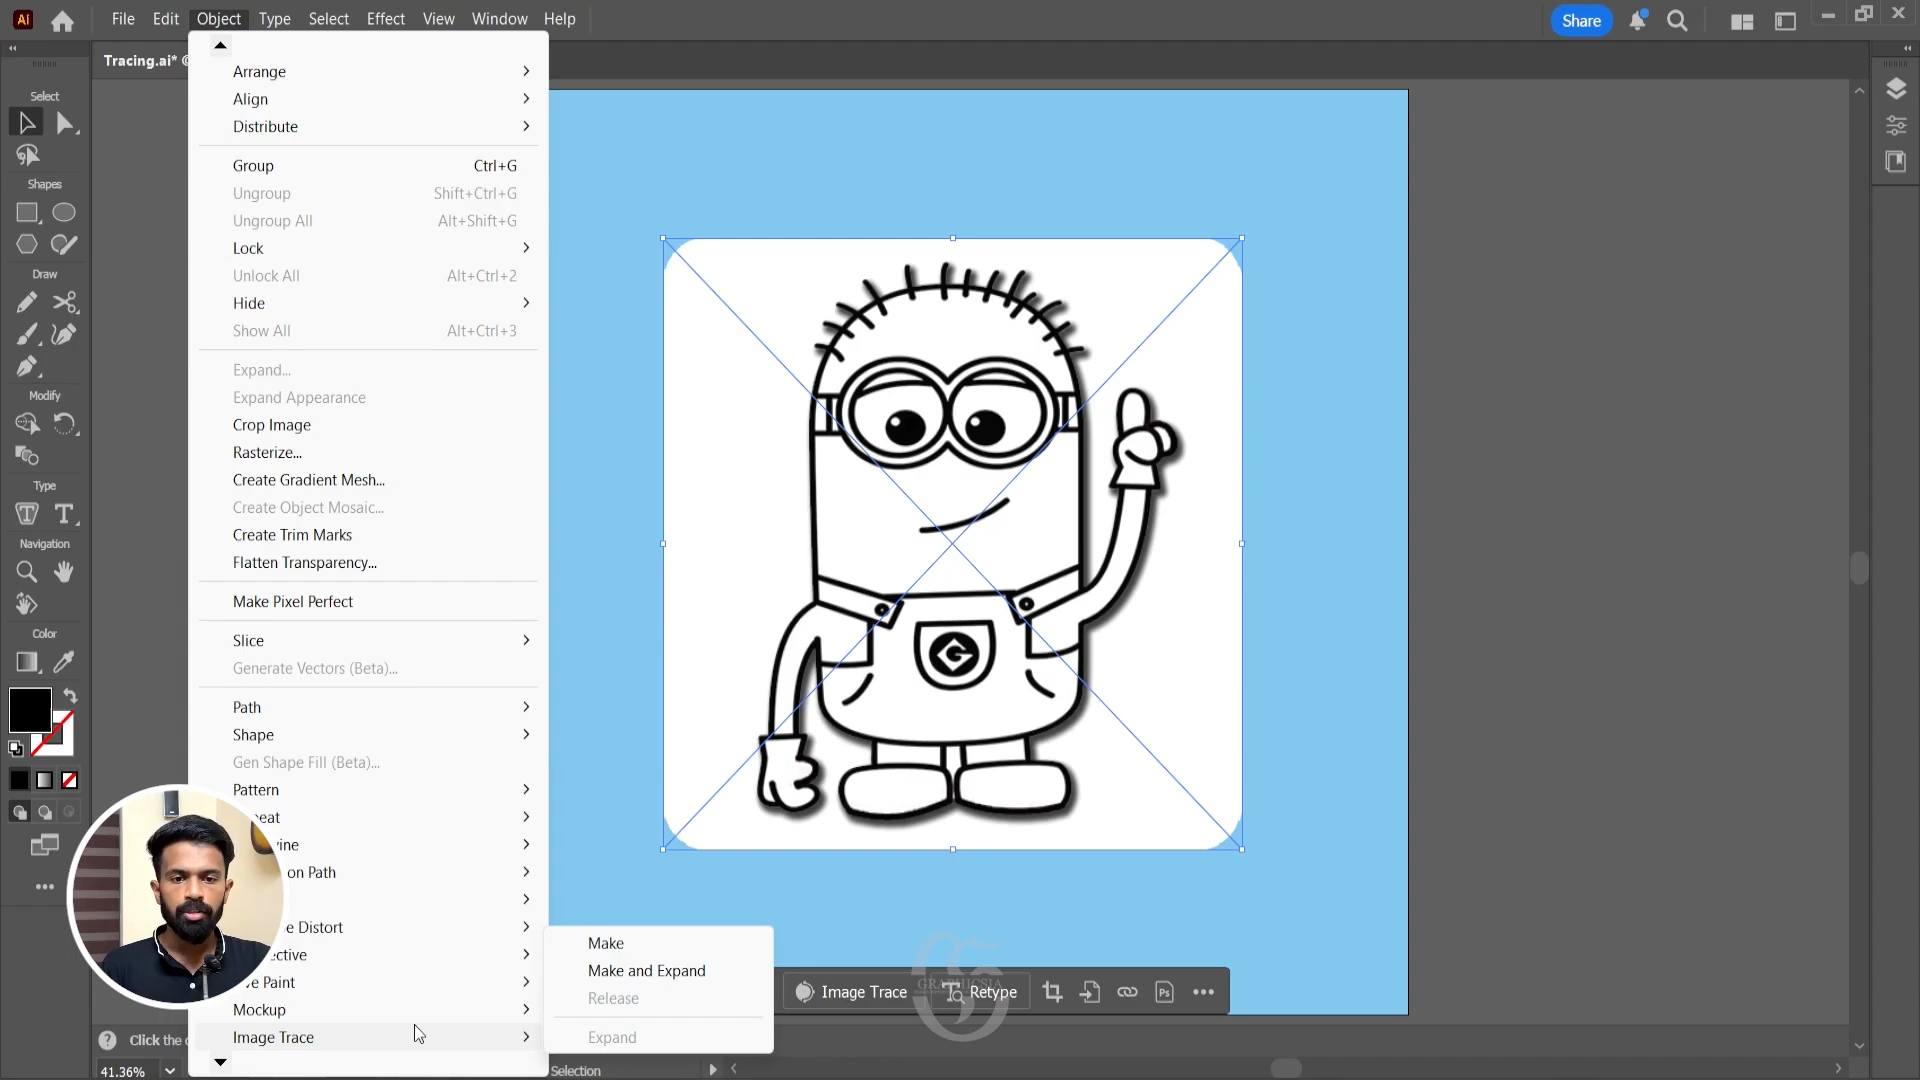 Ai
File
Edit
Object
Type
Select
Effect
View
Window
Help
Share
Tracing.ai*
Select
Shapes
Draw
Modify
Type
Navigation
Color
Arrange
Align
Distribute
Group Ctrl+G
Ungroup Shift+Ctrl+G
Ungroup All Alt+Shift+G
Lock
Unlock All Alt+Ctrl+2
Hide
Show All Alt+Ctrl+3
Expand...
Expand Appearance
Crop Image
Rasterize...
Create Gradient Mesh...
Create Object Mosaic...
Create Trim Marks
Flatten Transparency...
Make Pixel Perfect
Slice
Generate Vectors (Beta)...
Path
Shape
Gen Shape Fill (Beta)...
Pattern
eat
ine
on Path
e Distort
ective
ve Paint
Mockup
Image Trace
Make
Make and Expand
Release
Expand
Image Trace
Retype
Ps
GRAPHICSIA
G
Click the
41.36%
Selection